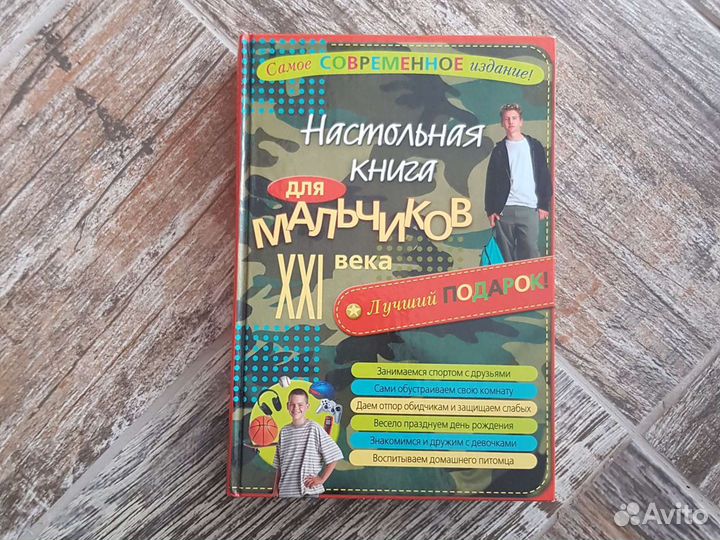 Самое СОВРЕМЕННОЕ издание!
Настольная
книга
для
МАЛЬЧИКОВ
XXI века
Лучший ПОДАРОК!
Занимаемся спортом с друзьями
Сами обустраиваем свою комнату
Даем отпор обидчикам и защищаем слабых
Весело празднуем день рождения
Знакомимся и дружим с девочками
Воспитываем домашнего питомца
Avito